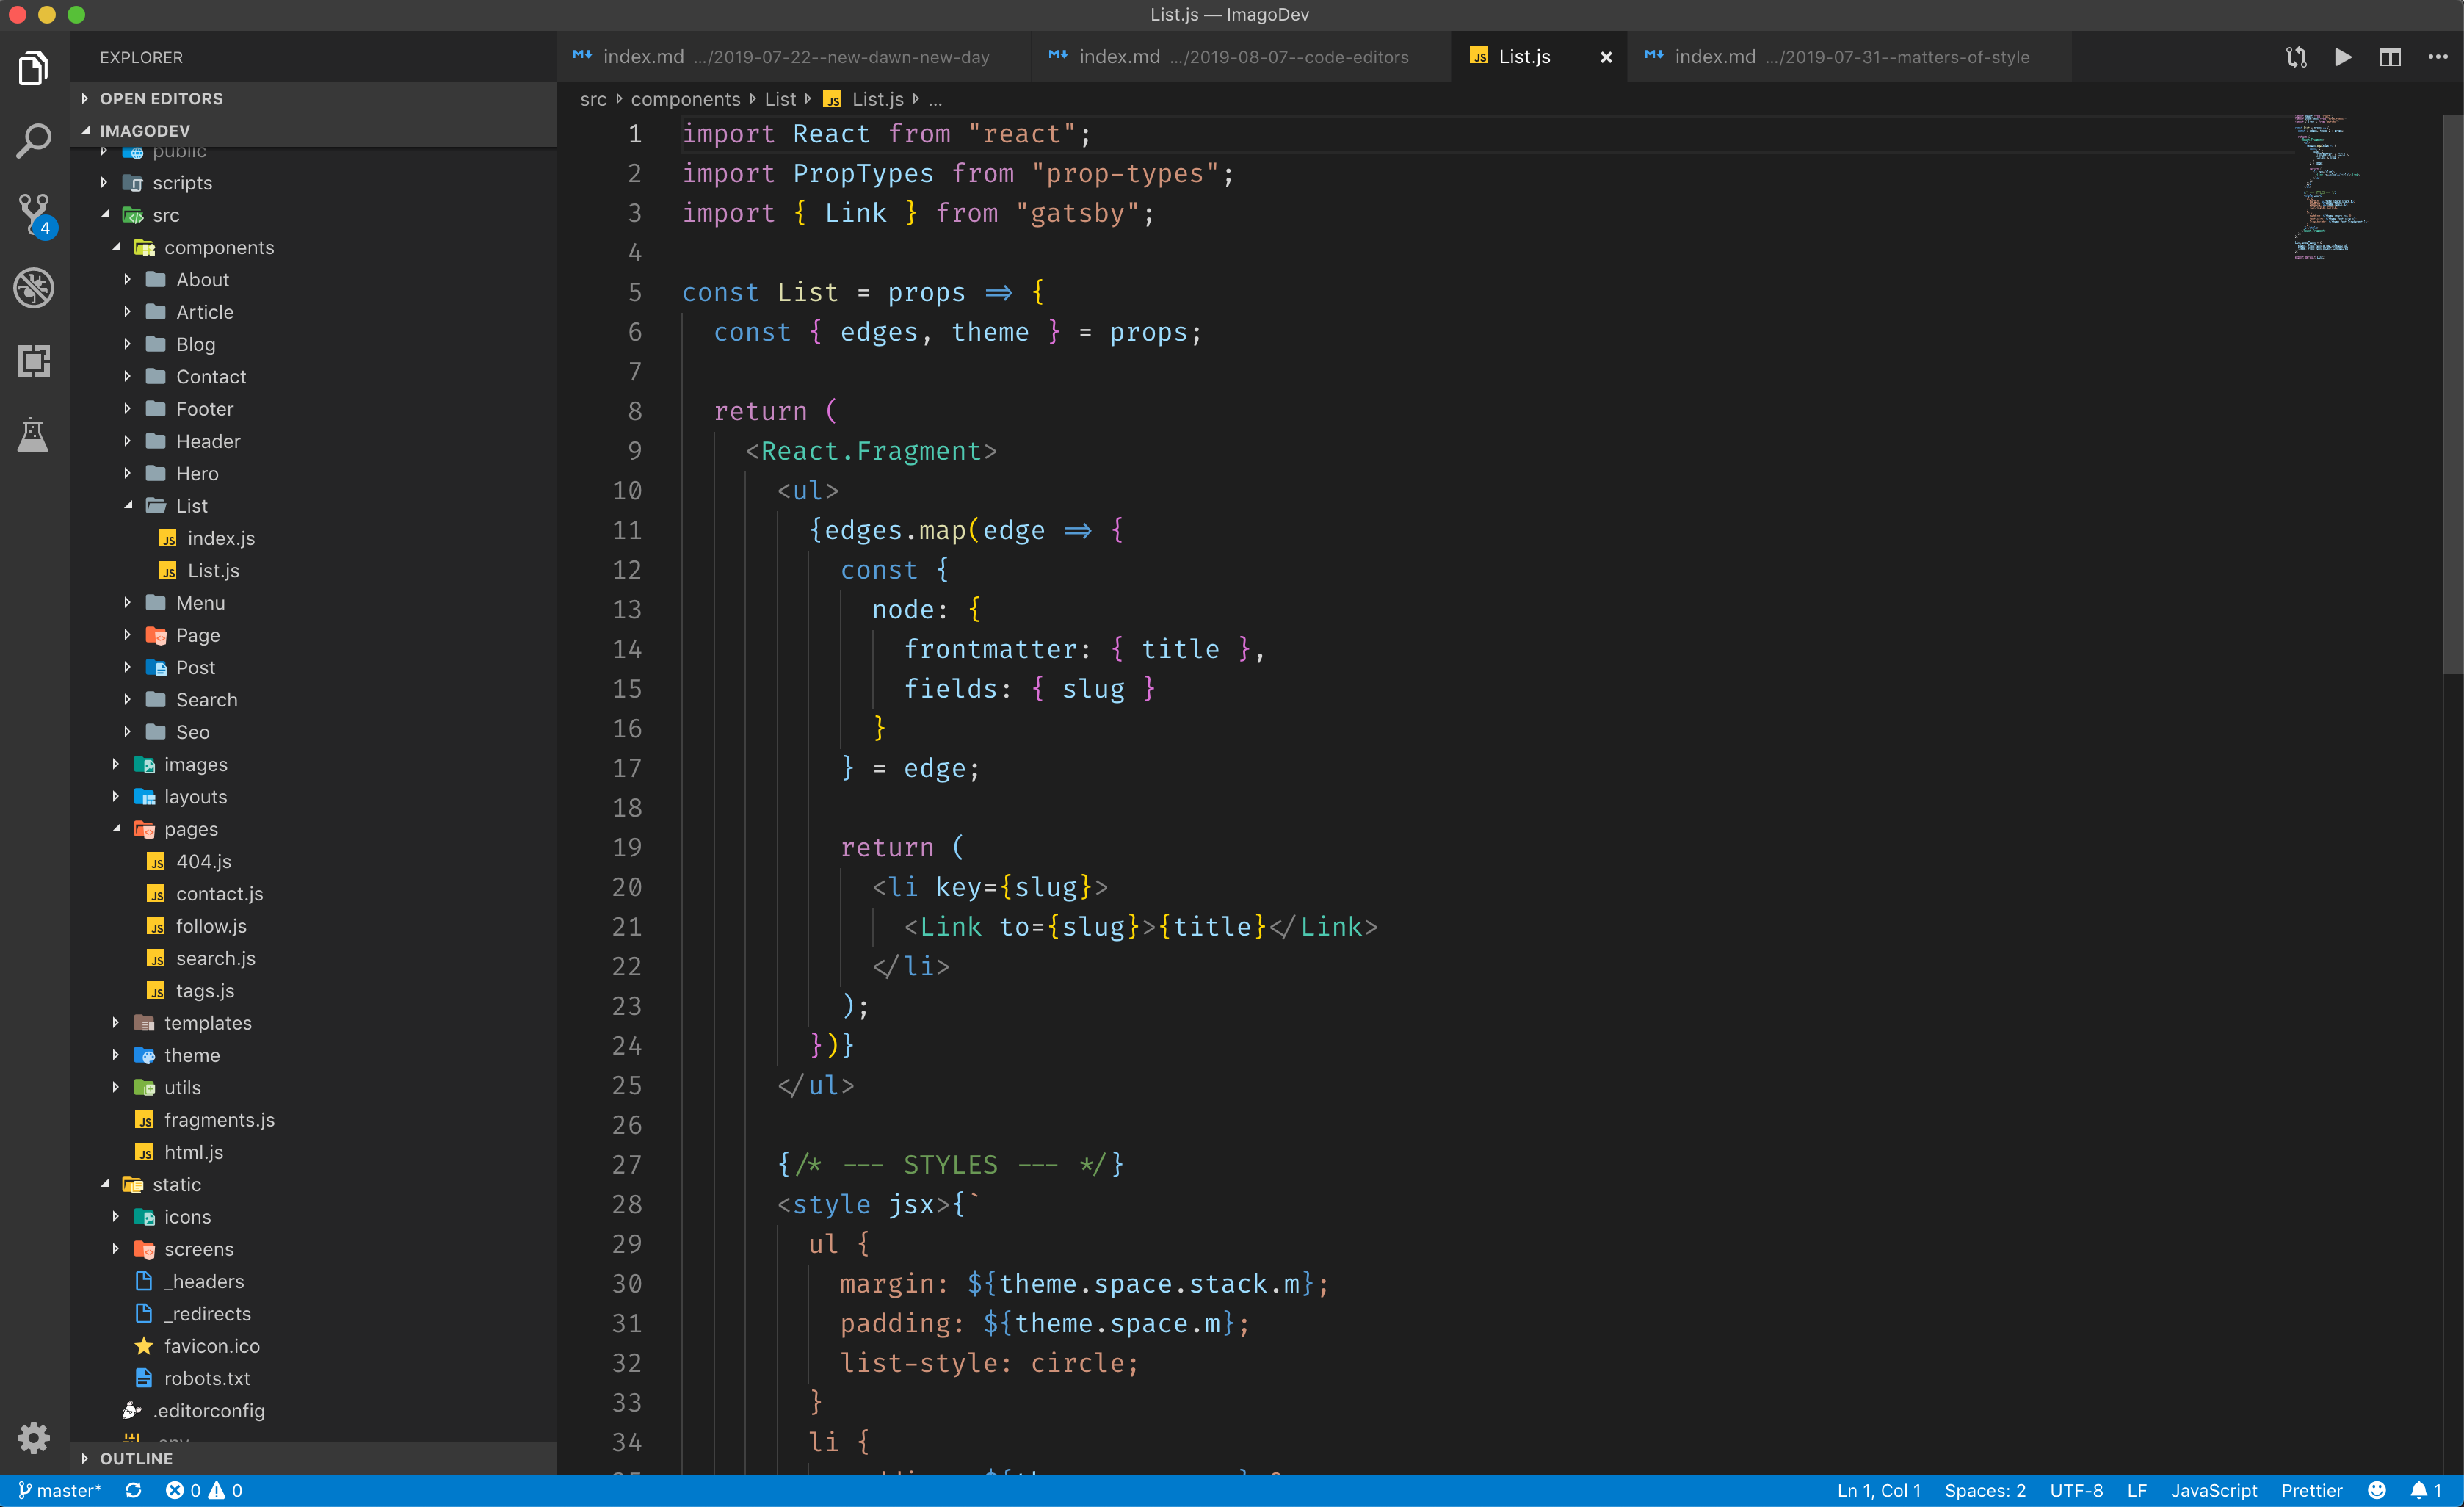 List.js — ImagoDev
EXPLORER
OPEN EDITORS
IMAGODEV
public
scripts
src
components
About
Article
Blog
Contact
Footer
Header
Hero
List
index.js
List.js
Menu
Page
Post
Search
Seo
images
layouts
pages
404.js
contact.js
follow.js
search.js
tags.js
templates
theme
utils
fragments.js
html.js
static
icons
screens
_headers
_redirects
favicon.ico
robots.txt
.editorconfig
OUTLINE
4
index.md .../2019-07-22--new-dawn-new-day
index.md .../2019-08-07--code-editors
List.js
index.md .../2019-07-31--matters-of-style
src components List List.js ...
1 import React from "react";
2 import PropTypes from "prop-types";
3 import { Link } from "gatsby";
4
5 const List = props => {
6 const { edges, theme } = props;
7
8 return (
9 <React.Fragment>
10 <ul>
11 {edges.map(edge => {
12 const {
13 node: {
14 frontmatter: { title },
15 fields: { slug }
16 }
17 } = edge;
18
19 return (
20 <li key={slug}>
21 <Link to={slug}>{title}</Link>
22 </li>
23 );
24 })}
25 </ul>
26
27 {/* --- STYLES --- */}
28 <style jsx>{`
29 ul {
30 margin: ${theme.space.stack.m};
31 padding: ${theme.space.m};
32 list-style: circle;
33 }
34 li {
master* 0 0
Ln 1, Col 1 Spaces: 2 UTF-8 LF JavaScript Prettier 1